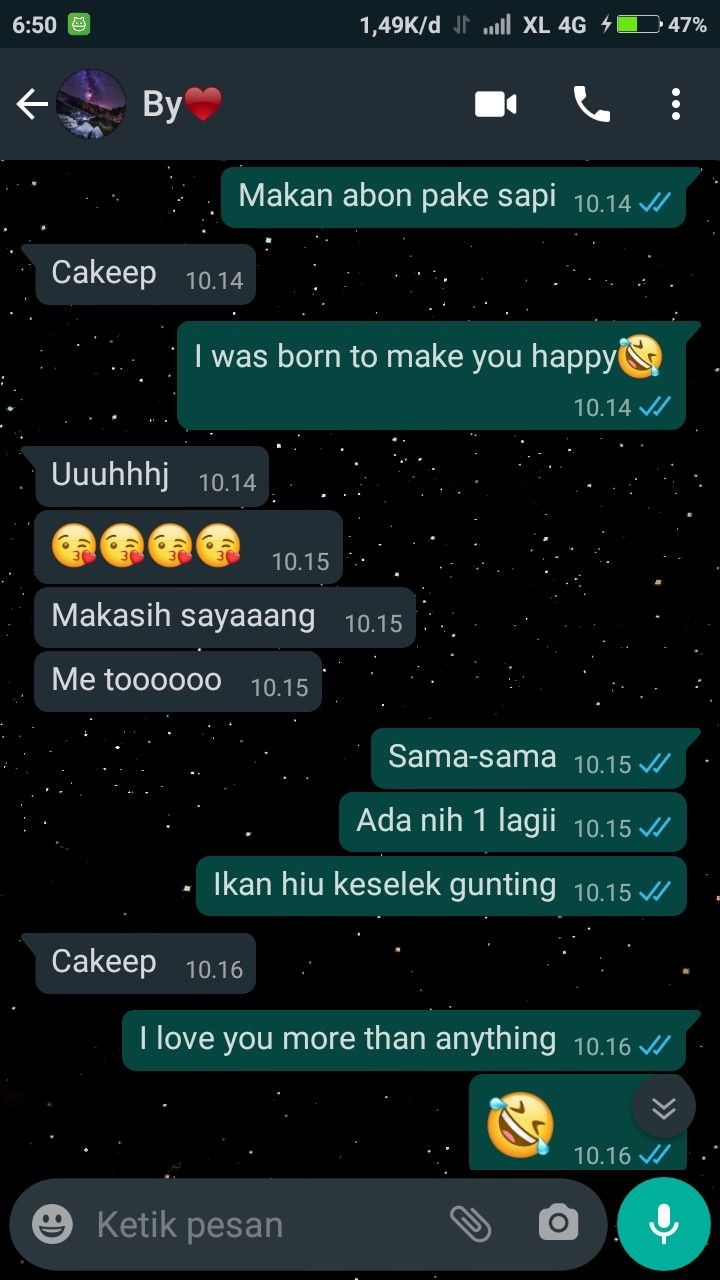 6:50 1,49K/d XL 4G 47%
By❤️
Makan abon pake sapi 10.14
Cakeep 10.14
I was born to make you happy🤣
10.14
Uuuhhhj 10.14
😘😘😘😘 10.15
Makasih sayaaang 10.15
Me toooooo 10.15
Sama-sama 10.15
Ada nih 1 lagii 10.15
Ikan hiu keselek gunting 10.15
Cakeep 10.16
I love you more than anything 10.16
🤣 10.16
Ketik pesan